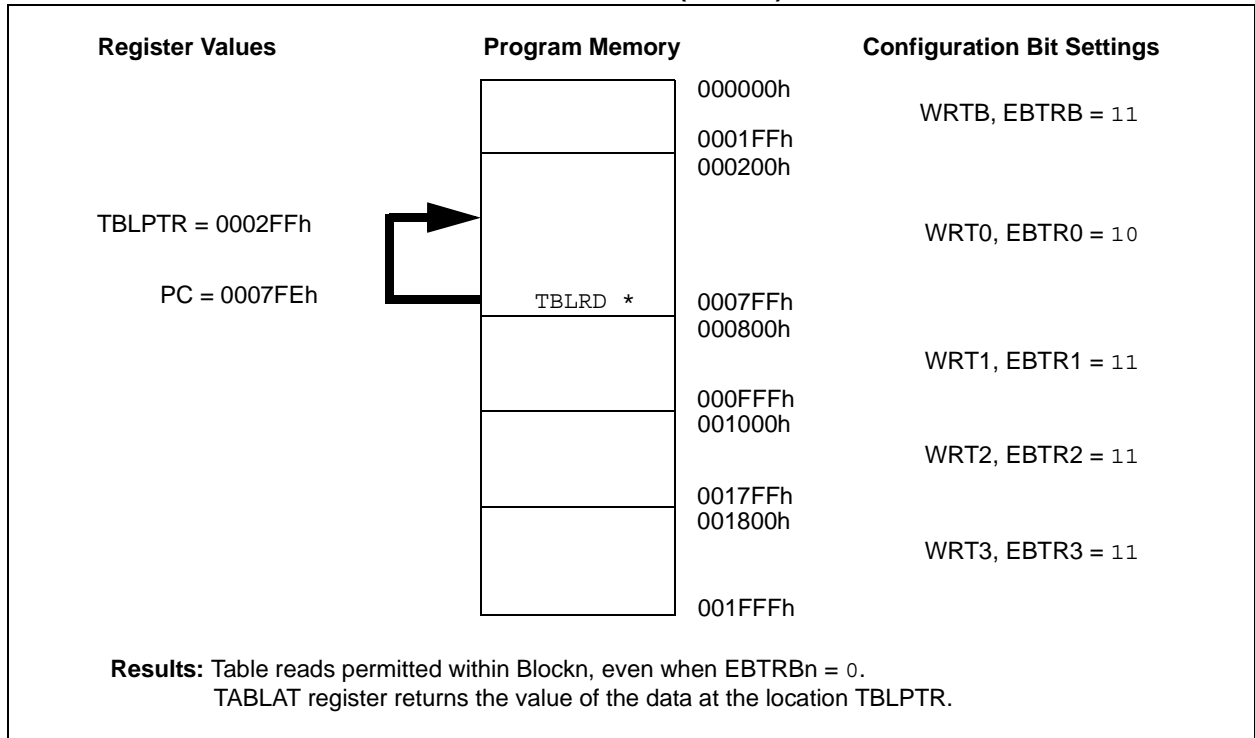 Register Values Program Memory Configuration Bit Settings
000000h
WRTB, EBTRB = 11
0001FFh
000200h
TBLPTR = 0002FFh
WRT0, EBTR0 = 10
PC = 0007FEh
TBLRD *
0007FFh
000800h
WRT1, EBTR1 = 11
000FFFh
001000h
WRT2, EBTR2 = 11
0017FFh
001800h
WRT3, EBTR3 = 11
001FFFh
Results: Table reads permitted within Blockn, even when EBTRBn = 0.
TABLAT register returns the value of the data at the location TBLPTR.